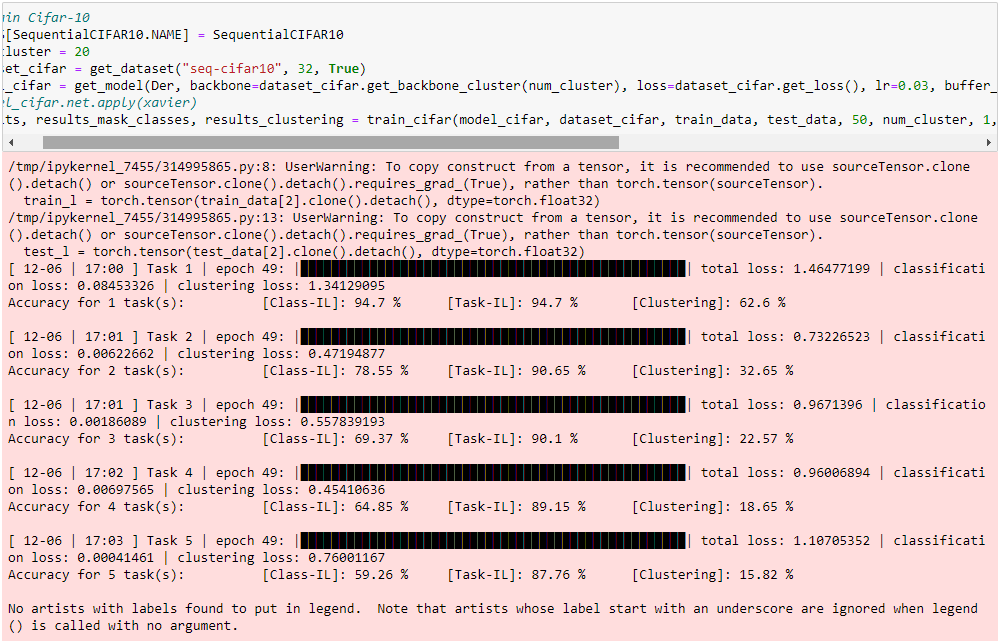 in Cifar-10
[SequentialCIFAR10.NAME] = SequentialCIFAR10
luster = 20
set_cifar = get_dataset("seq-cifar10", 32, True)
l_cifar = get_model(Der, backbone=dataset_cifar.get_backbone_cluster(num_cluster), loss=dataset_cifar.get_loss(), lr=0.03, buffer_
el_cifar.net.apply(xavier)
lts, results_mask_classes, results_clustering = train_cifar(model_cifar, dataset_cifar, train_data, test_data, 50, num_cluster, 1,
/tmp/ipykernel_7455/314995865.py:8: UserWarning: To copy construct from a tensor, it is recommended to use sourceTensor.clone
().detach() or sourceTensor.clone().detach().requires_grad_(True), rather than torch.tensor(sourceTensor).
train_l = torch.tensor(train_data[2].clone().detach(), dtype=torch.float32)
/tmp/ipykernel_7455/314995865.py:13: UserWarning: To copy construct from a tensor, it is recommended to use sourceTensor.clone
().detach() or sourceTensor.clone().detach().requires_grad_(True), rather than torch.tensor(sourceTensor).
test_l = torch.tensor(test_data[2].clone().detach(), dtype=torch.float32)
[ 12-06 | 17:00 ] Task 1 | epoch 49: | | total loss: 1.46477199 | classificati
on loss: 0.08453326 | clustering loss: 1.34129095
Accuracy for 1 task(s): [Class-IL]: 94.7 % [Task-IL]: 94.7 % [Clustering]: 62.6 %
[ 12-06 | 17:01 ] Task 2 | epoch 49: | | total loss: 0.73226523 | classificati
on loss: 0.00622662 | clustering loss: 0.47194877
Accuracy for 2 task(s): [Class-IL]: 78.55 % [Task-IL]: 90.65 % [Clustering]: 32.65 %
[ 12-06 | 17:01 ] Task 3 | epoch 49: | | total loss: 0.9671396 | classificatio
n loss: 0.00186089 | clustering loss: 0.557839193
Accuracy for 3 task(s): [Class-IL]: 69.37 % [Task-IL]: 90.1 % [Clustering]: 22.57 %
[ 12-06 | 17:02 ] Task 4 | epoch 49: | | total loss: 0.96006894 | classificati
on loss: 0.00697565 | clustering loss: 0.45410636
Accuracy for 4 task(s): [Class-IL]: 64.85 % [Task-IL]: 89.15 % [Clustering]: 18.65 %
[ 12-06 | 17:03 ] Task 5 | epoch 49: | | total loss: 1.10705352 | classificati
on loss: 0.00041461 | clustering loss: 0.76001167
Accuracy for 5 task(s): [Class-IL]: 59.26 % [Task-IL]: 87.76 % [Clustering]: 15.82 %
No artists with labels found to put in legend.  Note that artists whose label start with an underscore are ignored when legend
() is called with no argument.